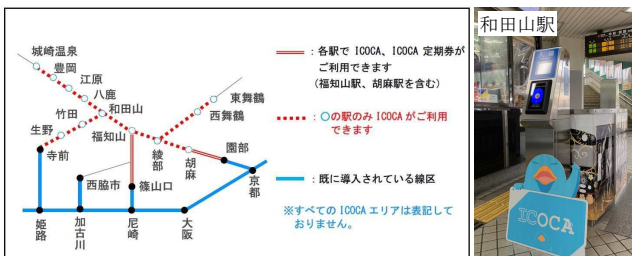 城崎温泉
豊岡
江原
八鹿
和田山
竹田
生野
寺前
福知山
東舞鶴
西舞鶴
綾部
胡麻
園部
京都
西脇市
篠山口
姫路
加古川
尼崎
大阪
：各駅で ICOCA、ICOCA 定期券が
ご利用できます
（福知山駅、胡麻駅を含む）
：○の駅のみ ICOCA がご利用
できます
：既に導入されている線区
※すべての ICOCA エリアは表記して
おりません。
和田山駅
ICOCA